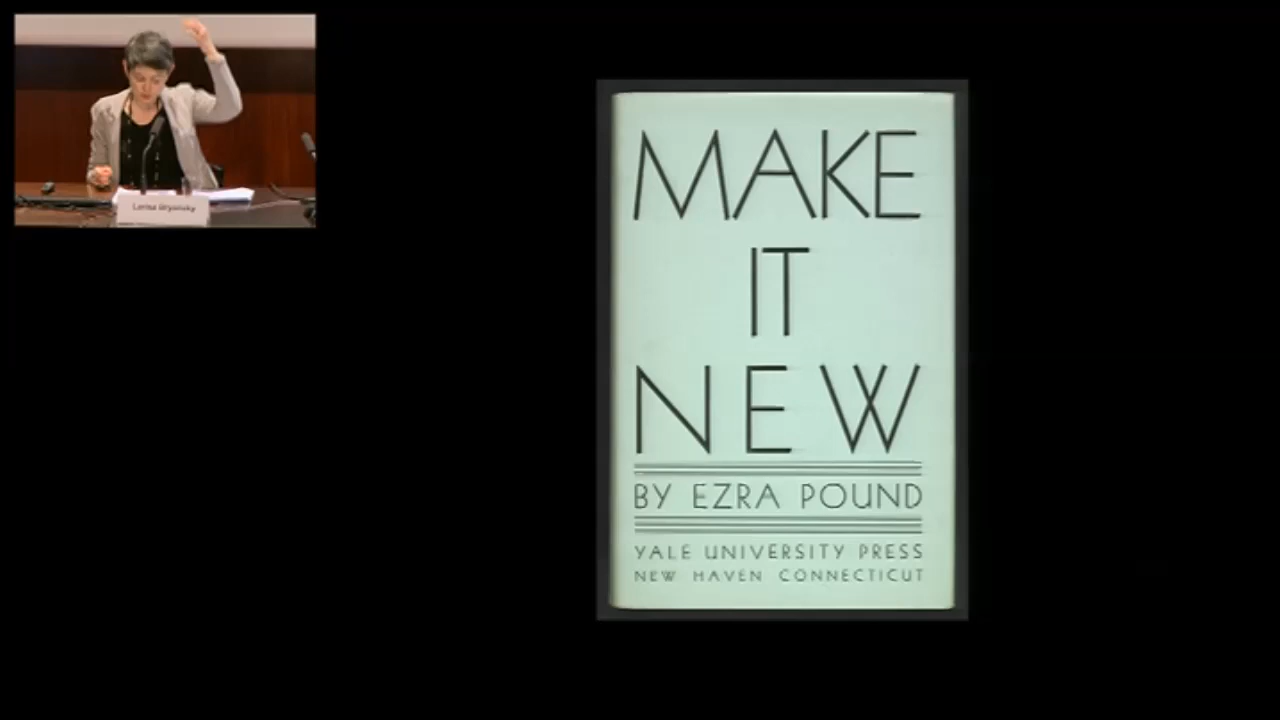 MAKE
IT
NEW
BY EZRA POUND
YALE UNIVERSITY PRESS
NEW HAVEN CONNECTICUT